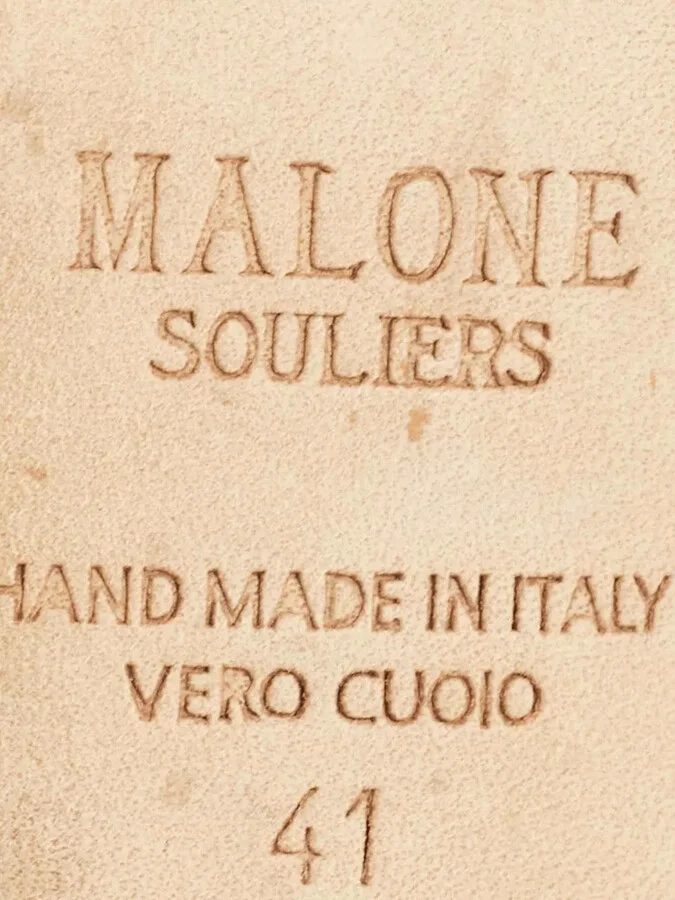 MALONE
SOULIERS
HAND MADE IN ITALY
VERO CUOIO
41